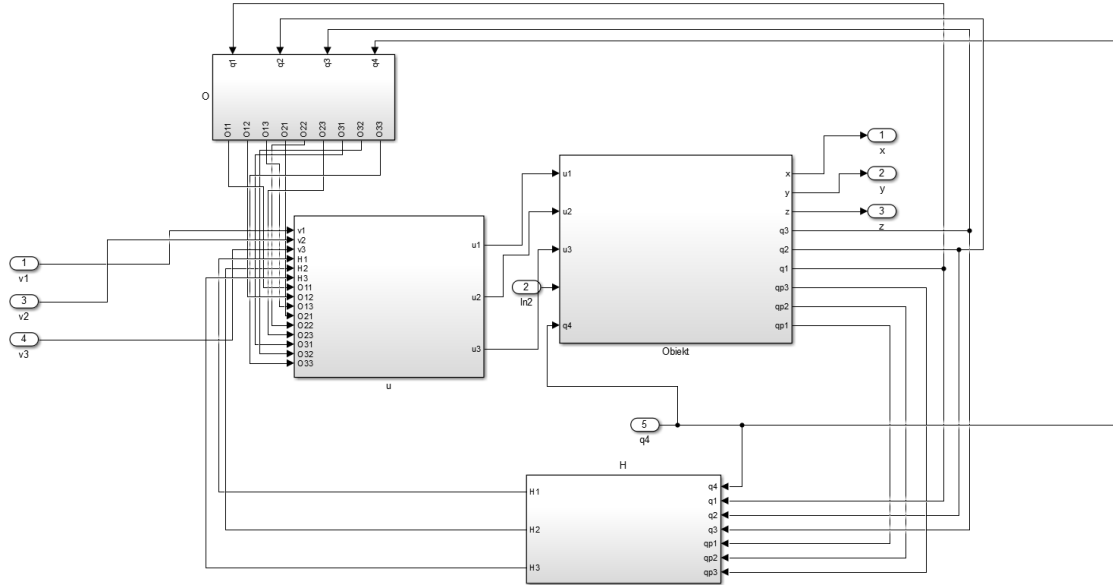 q1
q2
q3
q4
O
O11
O12
O13
O21
O22
O23
O31
O32
O33
1
x
2
y
3
z
u1
u2
u3
2
In2
q4
x
y
z
q3
q2
q1
qp3
qp2
qp1
Obiekt
1
v1
3
v2
4
v3
v1
v2
v3
H1
H2
H3
O11
O12
O13
O21
O22
O23
O31
O32
O33
u1
u2
u3
u
5
q4
H
H1
H2
H3
q4
q1
q2
q3
qp1
qp2
qp3